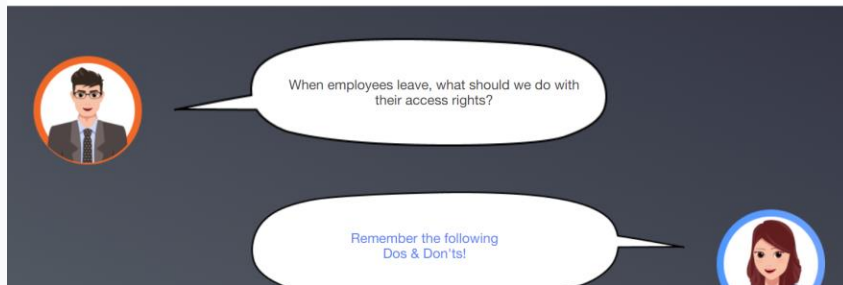 When employees leave, what should we do with
their access rights?
Remember the following
Dos & Don'ts!